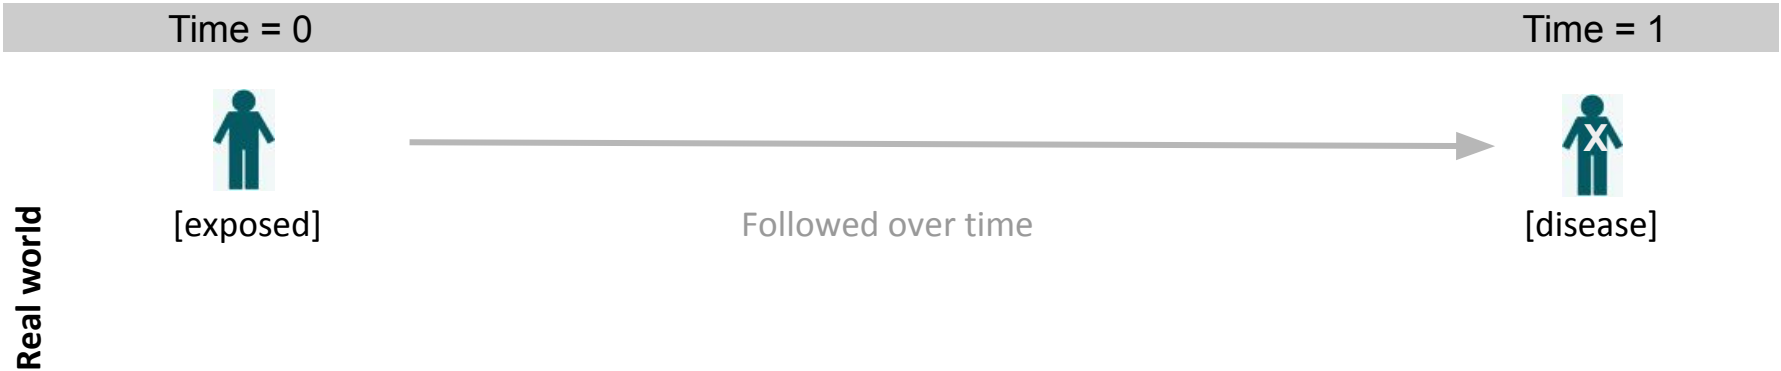 Time = 0
Time = 1
X
[exposed]
Followed over time
[disease]
Real world